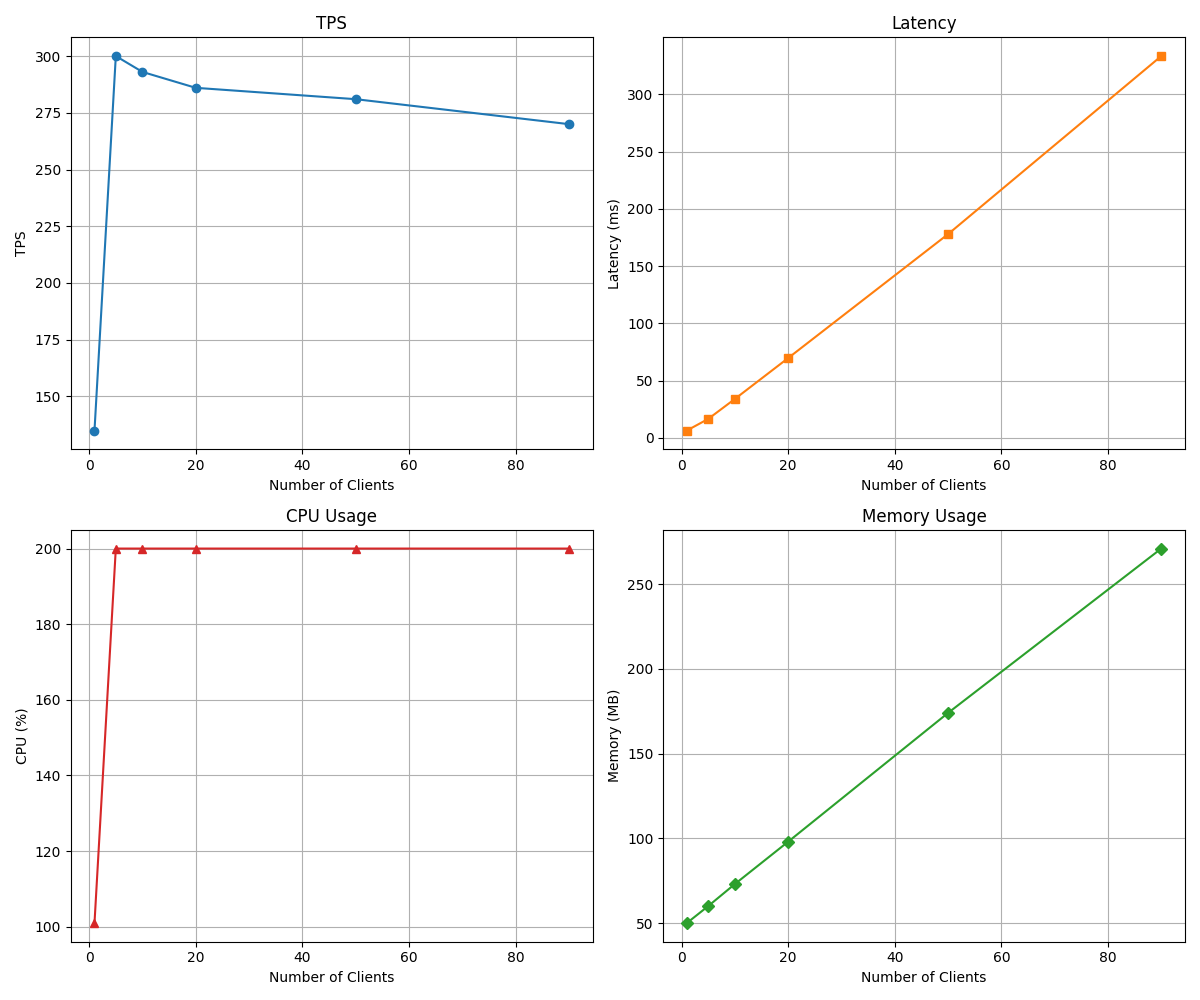 TPS
300
275
250
225
200
175
150
TPS
0 20 40 60 80
Number of Clients
Latency
300
250
200
150
100
50
0
Latency (ms)
0 20 40 60 80
Number of Clients
CPU Usage
200
180
160
140
120
100
CPU (%)
0 20 40 60 80
Number of Clients
Memory Usage
250
200
150
100
50
Memory (MB)
0 20 40 60 80
Number of Clients